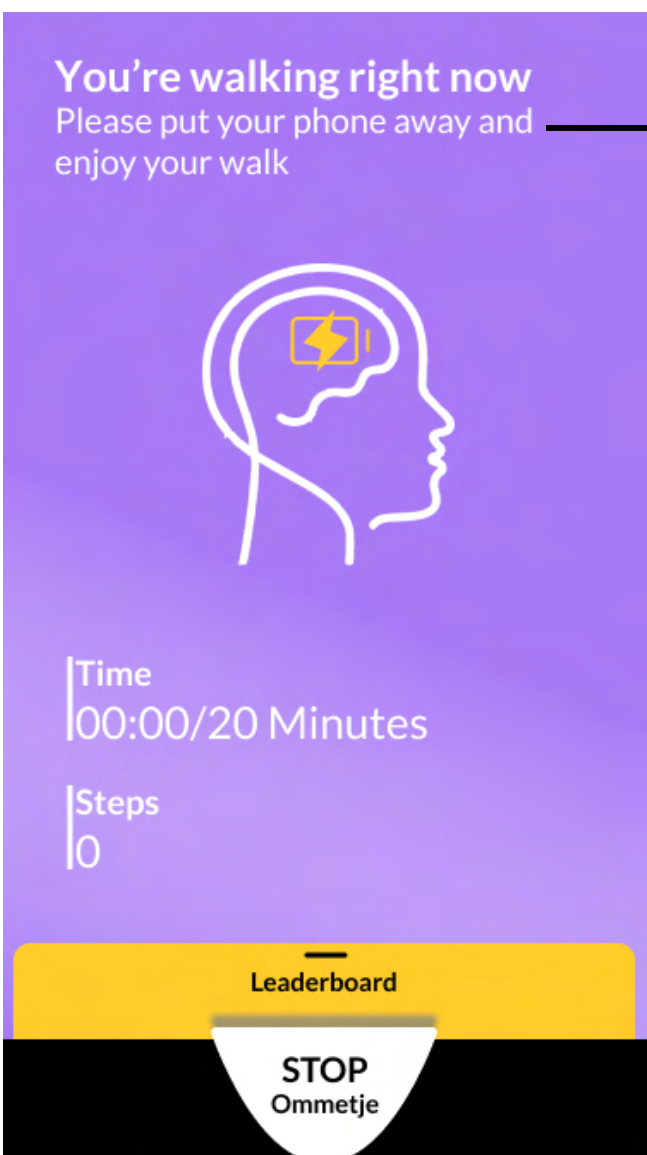 You’re walking right now
Please put your phone away and
enjoy your walk
Time
00:00/20 Minutes
Steps
0
Leaderboard
STOP
Ommetje